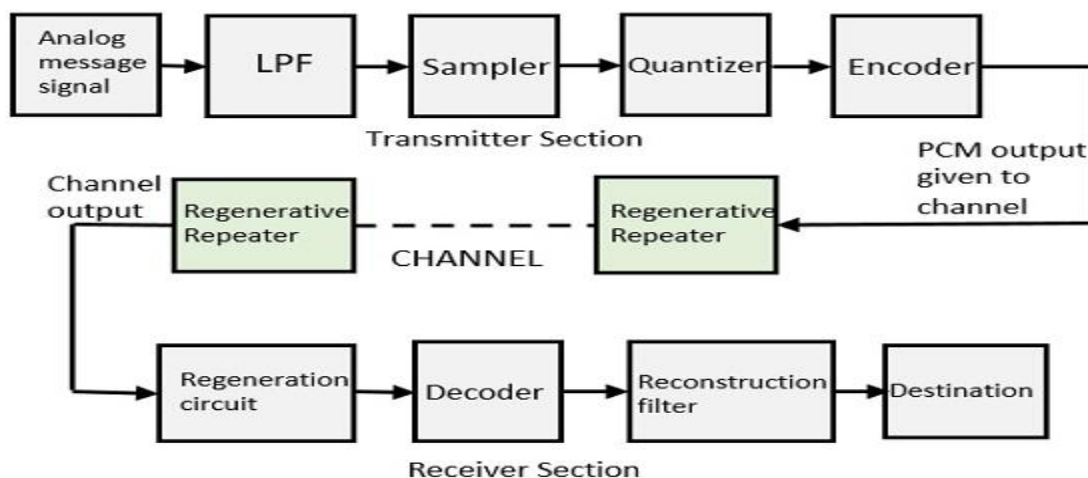 Analog
message
signal
LPF
Sampler
Quantizer
Encoder
Transmitter Section
PCM output
given to
channel
Channel
output
Regenerative
Repeater
CHANNEL
Regenerative
Repeater
Regeneration
circuit
Decoder
Reconstruction
filter
Destination
Receiver Section